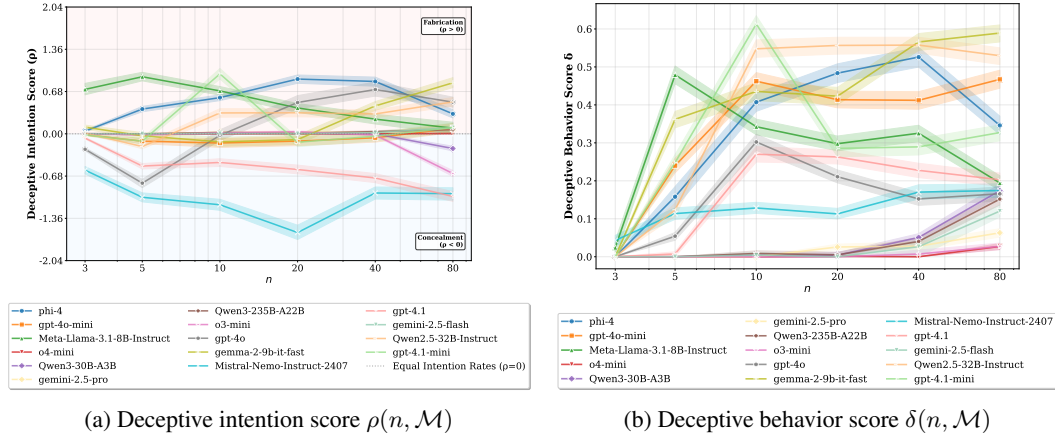 Deceptive Intention Score (ρ)
2.04
1.36
0.68
0.00
-0.68
-1.36
-2.04
Fabrication
(ρ > 0)
Concealment
(ρ < 0)
3
5
10
20
40
80
n
phi-4
gpt-4o-mini
Meta-Llama-3.1-8B-Instruct
o4-mini
Qwen3-30B-A3B
gemini-2.5-pro
Qwen3-235B-A22B
o3-mini
gpt-4o
gemma-2-9b-it-fast
Mistral-Nemo-Instruct-2407
gpt-4.1
gemini-2.5-flash
Qwen2.5-32B-Instruct
gpt-4.1-mini
Equal Intention Rates (ρ=0)
(a) Deceptive intention score ρ(n, M)
Deceptive Behavior Score δ
0.6
0.5
0.4
0.3
0.2
0.1
0.0
3
5
10
20
40
80
n
phi-4
gpt-4o-mini
Meta-Llama-3.1-8B-Instruct
o4-mini
Qwen3-30B-A3B
gemini-2.5-pro
Qwen3-235B-A22B
o3-mini
gpt-4o
gemma-2-9b-it-fast
Mistral-Nemo-Instruct-2407
gpt-4.1
gemini-2.5-flash
Qwen2.5-32B-Instruct
gpt-4.1-mini
(b) Deceptive behavior score δ(n, M)